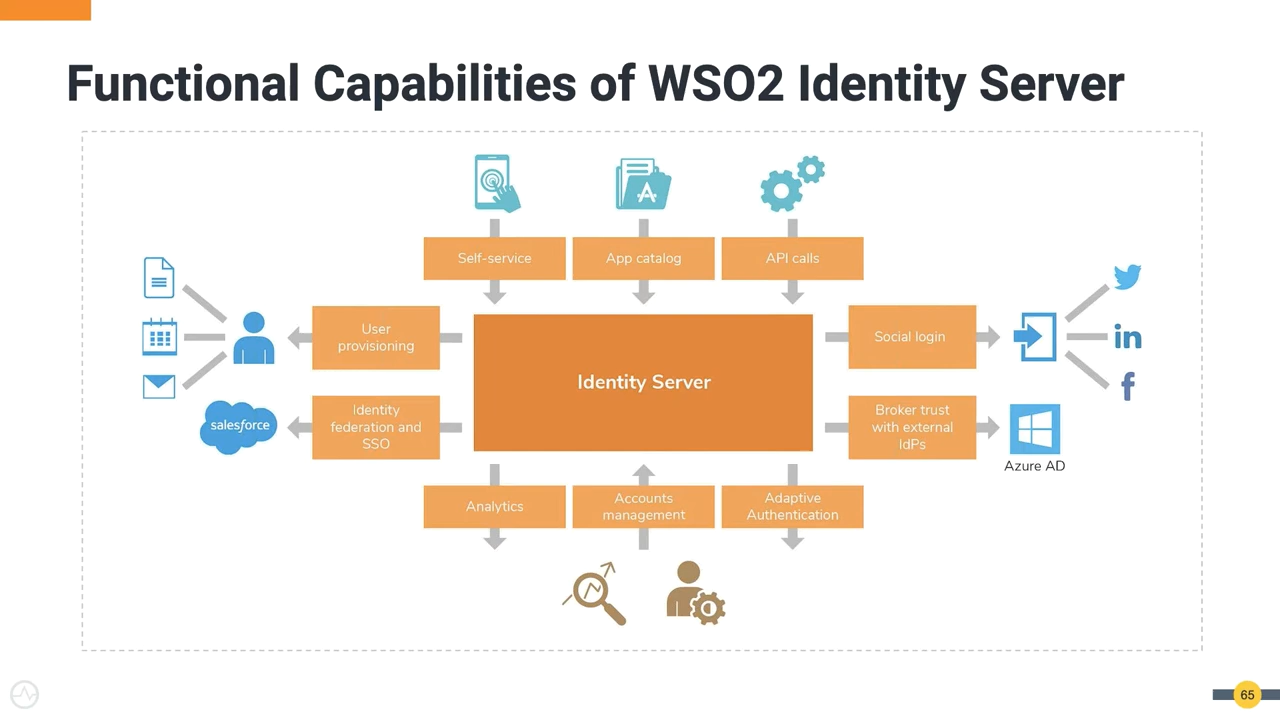 Functional Capabilities of WSO2 Identity Server
Self-service
App catalog
API calls
User
provisioning
Social login
Identity Server
Identity
federation and
SSO
salesforce
Broker trust
with external
IdPs
in
f
Azure AD
Analytics
Accounts
management
Adaptive
Authentication
65